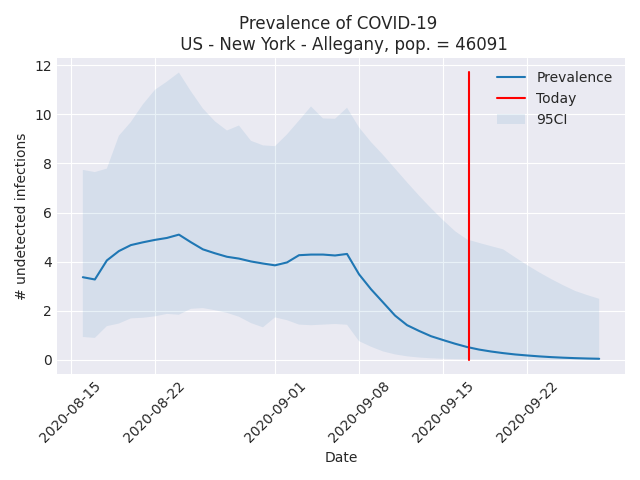 Prevalence of COVID-19
US - New York - Allegany, pop. = 46091
Prevalence
Today
95CI
# undetected infections
12
10
8
6
4
2
0
2020-08-15
2020-08-22
2020-09-01
2020-09-08
2020-09-15
2020-09-22
Date